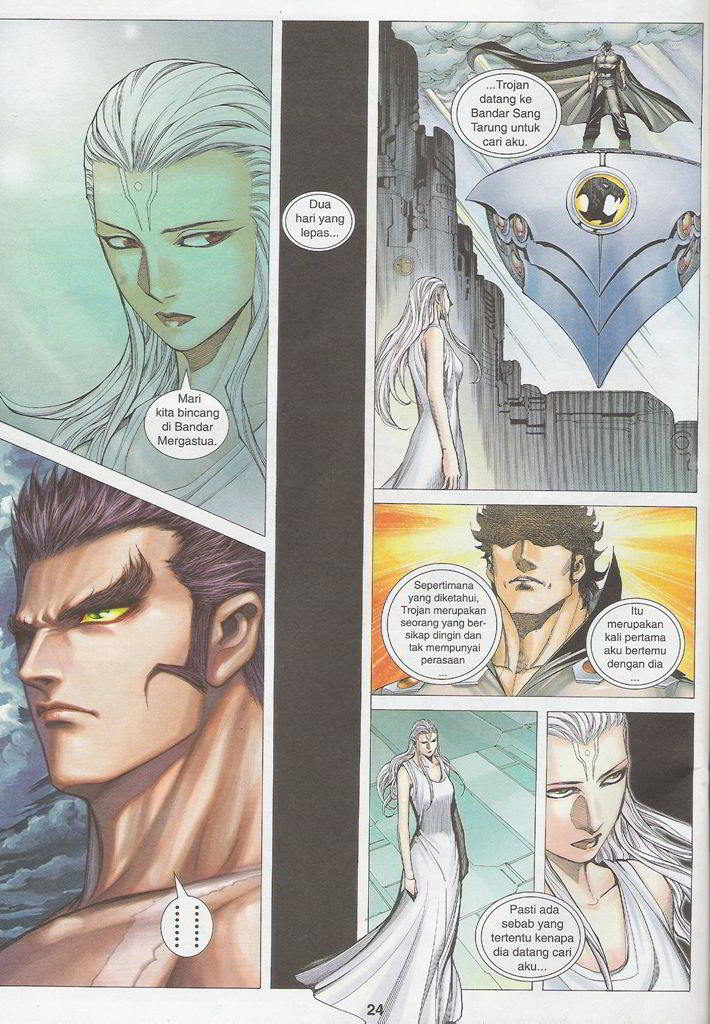 Mari
kita bincang
di Bandar
Mergastua.
Dua
hari yang
lepas...
...Trojan
datang ke
Bandar Sang
Tarung untuk
cari aku.
Sepertimana
yang diketahui,
Trojan merupakan
seorang yang ber-
sikap dingin dan
tak mempunyai
perasaan
...
Itu
merupakan
kali pertama
aku bertemu
dengan dia
...
Pasti ada
sebab yang
tertentu kenapa
dia datang cari
aku...
24